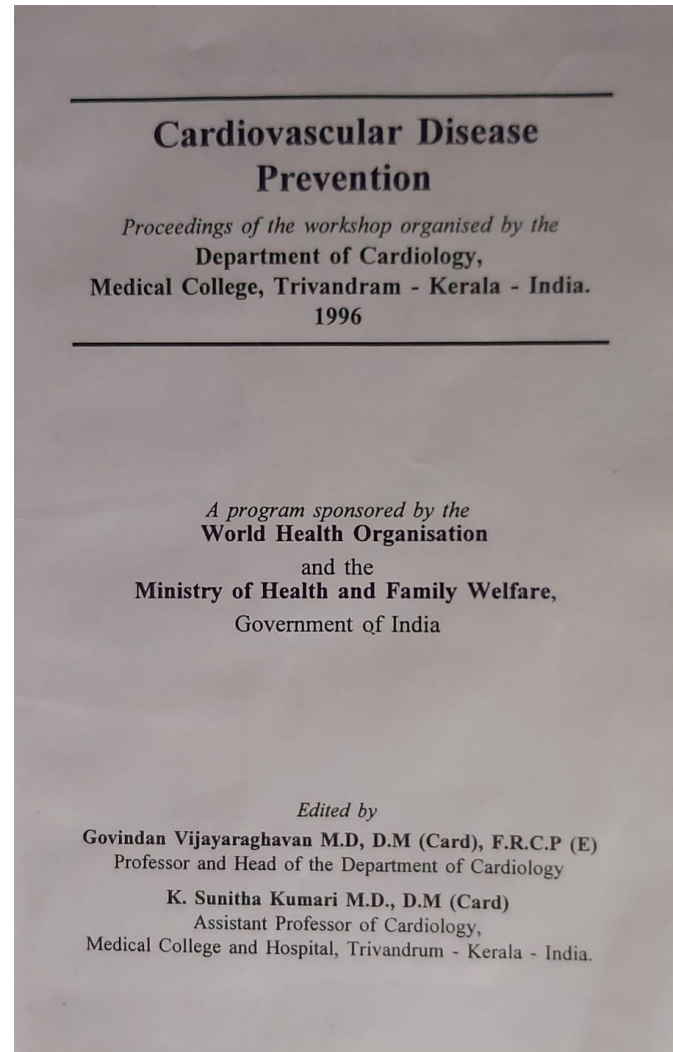 Cardiovascular Disease
Prevention
Proceedings of the workshop organised by the
Department of Cardiology,
Medical College, Trivandram - Kerala - India.
1996
A program sponsored by the
World Health Organisation
and the
Ministry of Health and Family Welfare,
Government of India
Edited by
Govindan Vijayaraghavan M.D, D.M (Card), F.R.C.P (E)
Professor and Head of the Department of Cardiology
K. Sunitha Kumari M.D., D.M (Card)
Assistant Professor of Cardiology,
Medical College and Hospital, Trivandrum - Kerala - India.